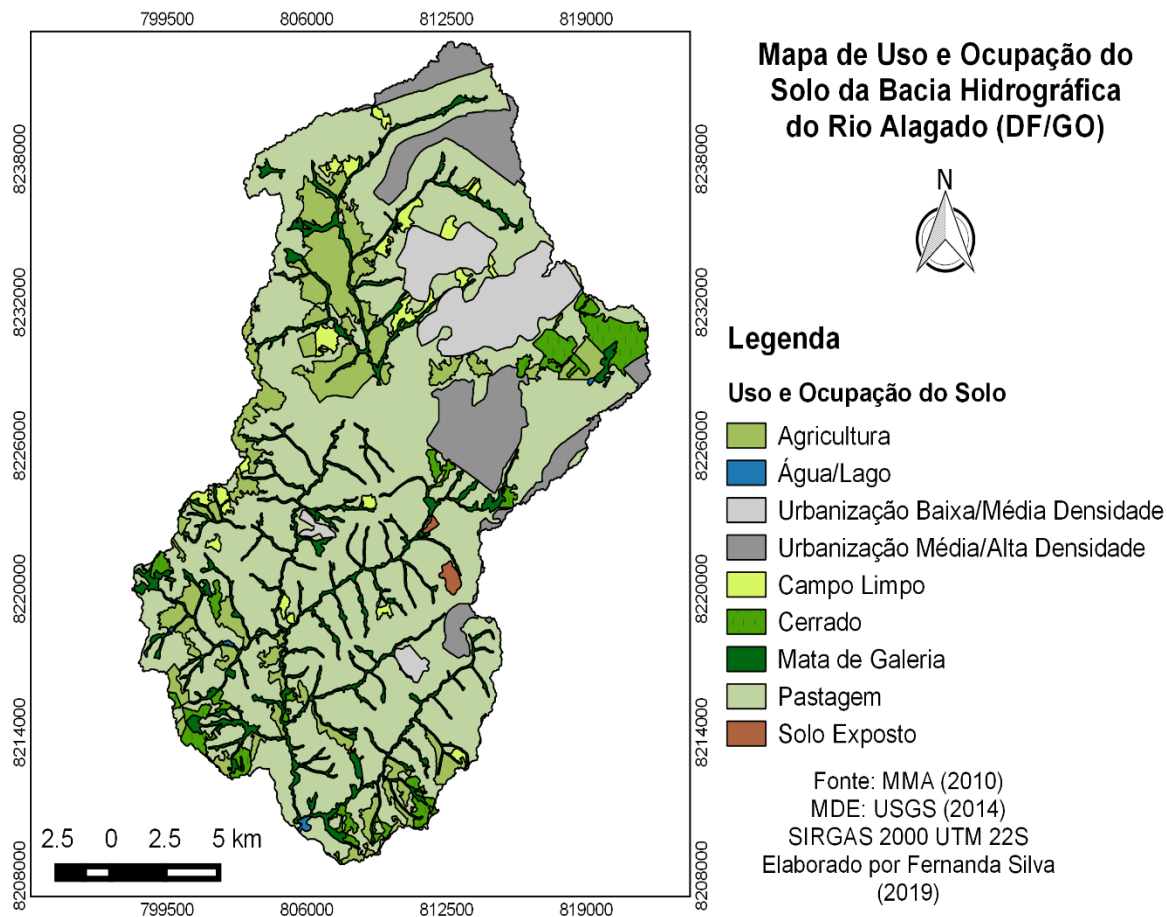 799500 806000 812500 819000
Mapa de Uso e Ocupação do
Solo da Bacia Hidrográfica
do Rio Alagado (DF/GO)
N
8238000 8238000
8232000 8232000
8226000 8226000
8220000 8220000
8214000 8214000
8208000 8208000
Legenda
Uso e Ocupação do Solo
Agricultura
Água/Lago
Urbanização Baixa/Média Densidade
Urbanização Média/Alta Densidade
Campo Limpo
Cerrado
Mata de Galeria
Pastagem
Solo Exposto
Fonte: MMA (2010)
MDE: USGS (2014)
SIRGAS 2000 UTM 22S
Elaborado por Fernanda Silva
(2019)
2.5 0 2.5 5 km
799500 806000 812500 819000